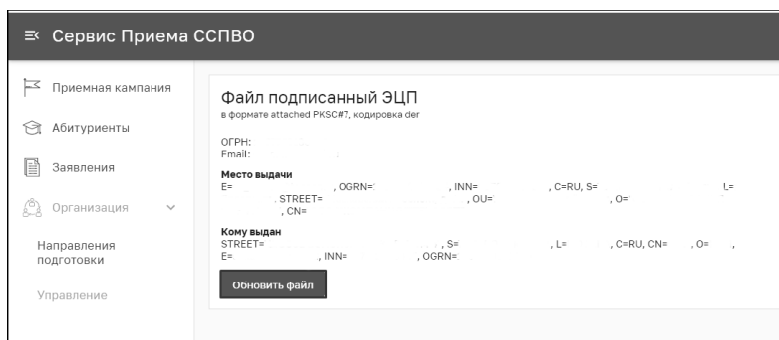 Сервис Приема ССПВО
Приемная кампания
Абитуриенты
Заявления
Организация
Направления
подготовки
Управление
Файл подписанный ЭЦП
в формате attached PKSC#7, кодировка der
ОГРН:
Email:
Место выдачи
E= , OGRN= , INN= , C=RU, S= L=
STREET= , OU= , O=
, CN=
Кому выдан
STREET= , S= , L= , C=RU, CN= , O= ,
E= , INN= , OGRN=
Обновить файл